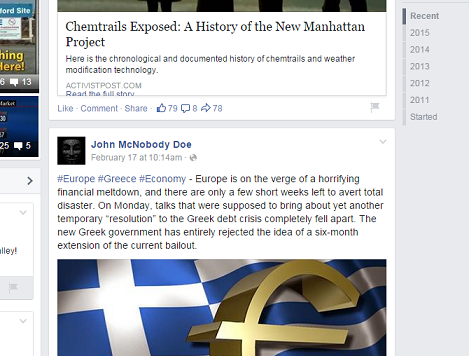 ford Site
hing
Here!
6 13
Market
30
37
25 5
lley!
Chemtrails Exposed: A History of the New Manhattan
Project
Here is the chronological and documented history of chemtrails and weather
modification technology.
ACTIVISTPOST.COM
Read the full story
Like · Comment · Share · 79 8 78
John McNobody Doe
February 17 at 10:14am ·
#Europe #Greece #Economy - Europe is on the verge of a horrifying
financial meltdown, and there are only a few short weeks left to avert total
disaster. On Monday, talks that were supposed to bring about yet another
temporary “resolution” to the Greek debt crisis completely fell apart. The
new Greek government has entirely rejected the idea of a six-month
extension of the current bailout.
Recent
2015
2014
2013
2012
2011
Started